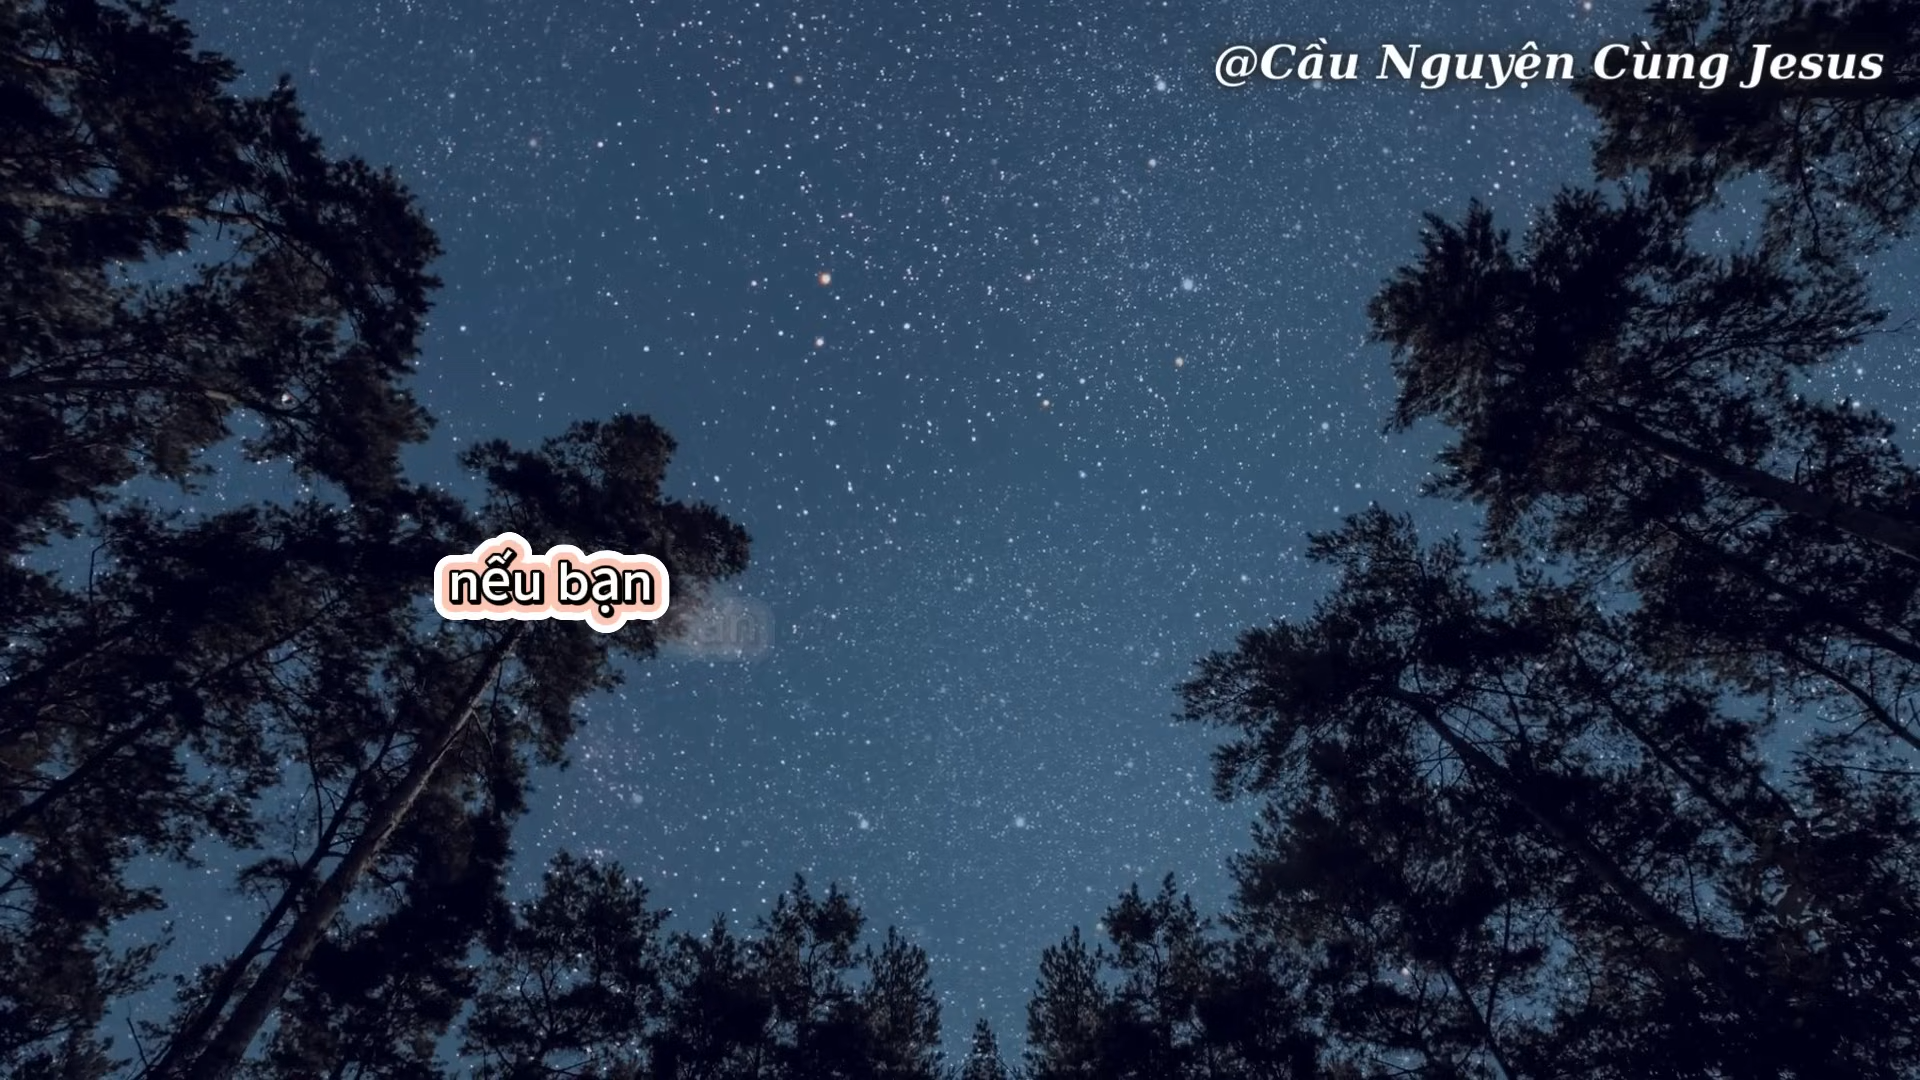 @Cầu Nguyện Cùng Jesus
nếu bạn